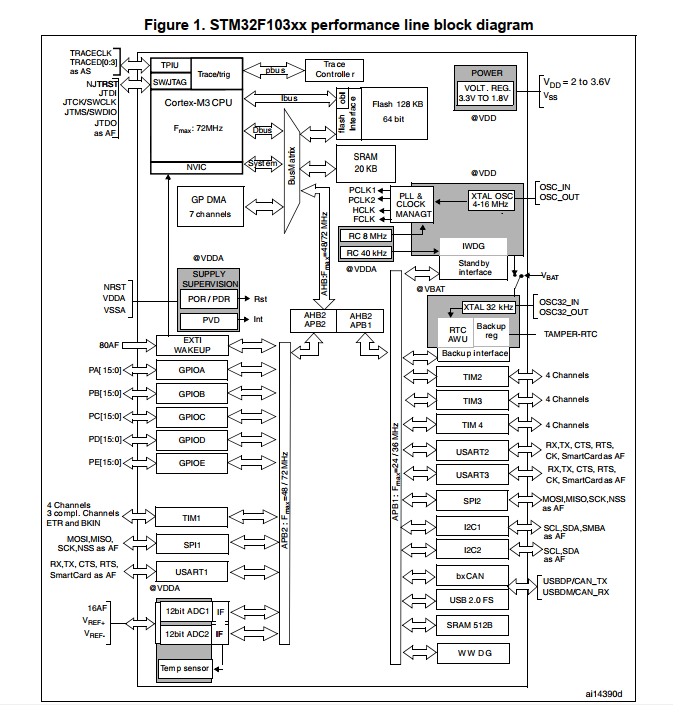 Figure 1. STM32F103xx performance line block diagram
TRACECLK
TRACED[0:3]
as AS
NJTRST
JTDI
JTCK/SWCLK
JTMS/SWDIO
JTDO
as AF
TPIU
SW/JTAG
Trace/trig
Cortex-M3 CPU
Fmax: 72MHz
NVIC
pbus
Trace
Controller
Ibus
Dbus
System
BusMatrix
flash obl
Interface
Flash 128 KB
64 bit
SRAM
20 KB
POWER
VOLT. REG.
3.3V TO 1.8V
@VDD
VDD = 2 to 3.6V
VSS
GP DMA
7 channels
PCLK1
PCLK2
HCLK
FCLK
PLL &
CLOCK
MANAGT
@VDD
XTAL OSC
4-16 MHz
OSC_IN
OSC_OUT
RC 8 MHz
RC 40 kHz
@VDDA
IWDG
Standby
interface
@VBAT
VBAT
AHB:Fmax=48/72 MHz
@VDDA
SUPPLY
SUPERVISION
NRST
VDDA
VSSA
POR / PDR
Rst
PVD
Int
XTAL 32 kHz
OSC32_IN
OSC32_OUT
RTC
AWU
Backup
reg
TAMPER-RTC
Backup interface
AHB2
APB2
AHB2
APB1
80AF
EXTI
WAKEUP
PA[15:0]
GPIOA
PB[15:0]
GPIOB
PC[15:0]
GPIOC
PD[15:0]
GPIOD
PE[15:0]
GPIOE
4 Channels
3 compl. Channels
ETR and BKIN
TIM1
MOSI,MISO,
SCK,NSS as AF
SPI1
RX,TX, CTS, RTS,
SmartCard as AF
USART1
@VDDA
16AF
VREF+
VREF-
12bit ADC1
IF
12bit ADC2
IF
Temp sensor
APB2 : Fmax=48 / 72 MHz
APB1 : Fmax=24 / 36 MHz
TIM2
4 Channels
TIM3
4 Channels
TIM 4
4 Channels
USART2
RX,TX, CTS, RTS,
CK, SmartCard as AF
USART3
RX,TX, CTS, RTS,
CK, SmartCard as AF
SPI2
MOSI,MISO,SCK,NSS
as AF
I2C1
SCL,SDA,SMBA
as AF
I2C2
SCL,SDA
as AF
bxCAN
USBDP/CAN_TX
USBDM/CAN_RX
USB 2.0 FS
SRAM 512B
WW DG
ai14390d